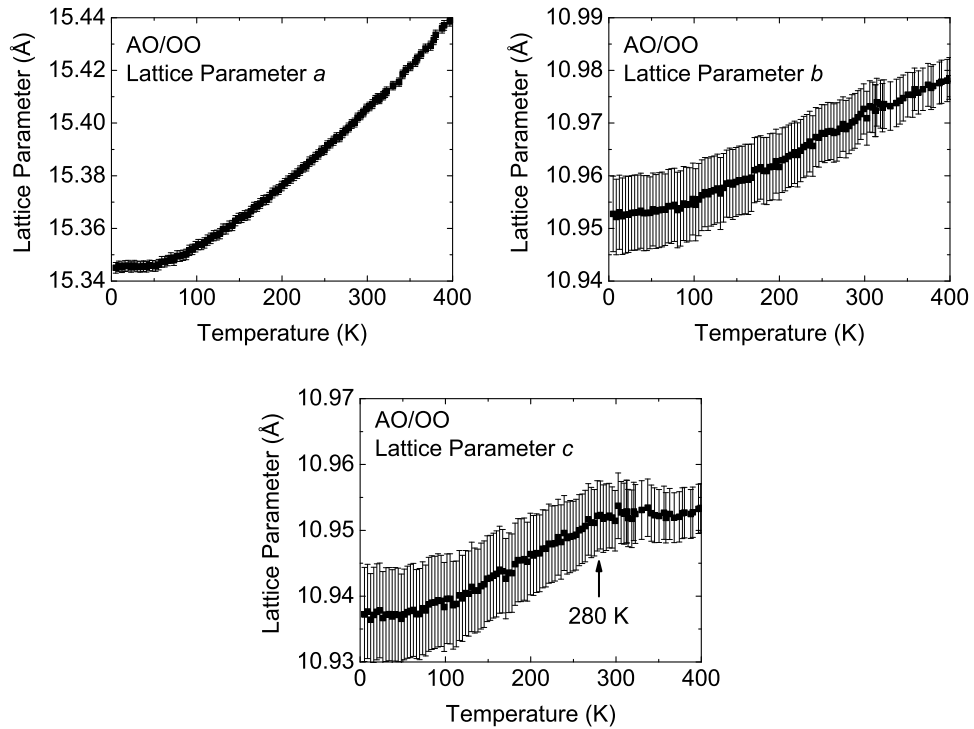 AO/OO
Lattice Parameter a
Lattice Parameter (Å)
15.44
15.42
15.40
15.38
15.36
15.34
0
100
200
300
400
Temperature (K)
AO/OO
Lattice Parameter b
Lattice Parameter (Å)
10.99
10.98
10.97
10.96
10.95
10.94
0
100
200
300
400
Temperature (K)
AO/OO
Lattice Parameter c
Lattice Parameter (Å)
10.97
10.96
10.95
10.94
10.93
280 K
0
100
200
300
400
Temperature (K)